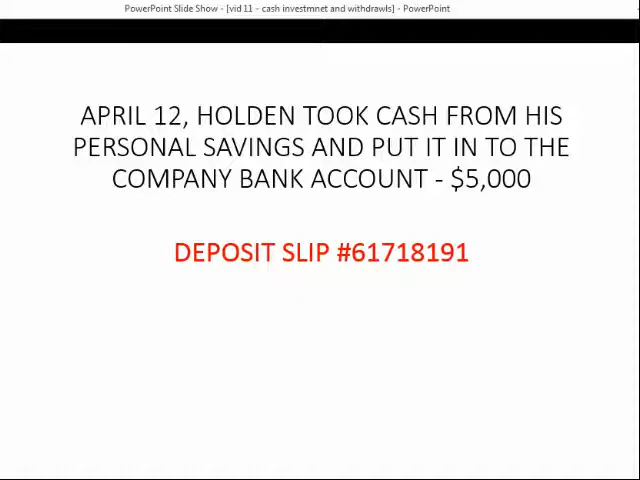 PowerPoint Slide Show - [vid 11 - cash investmnet and withdrawls] - PowerPoint
APRIL 12, HOLDEN TOOK CASH FROM HIS
PERSONAL SAVINGS AND PUT IT IN TO THE
COMPANY BANK ACCOUNT - $5,000
DEPOSIT SLIP #61718191